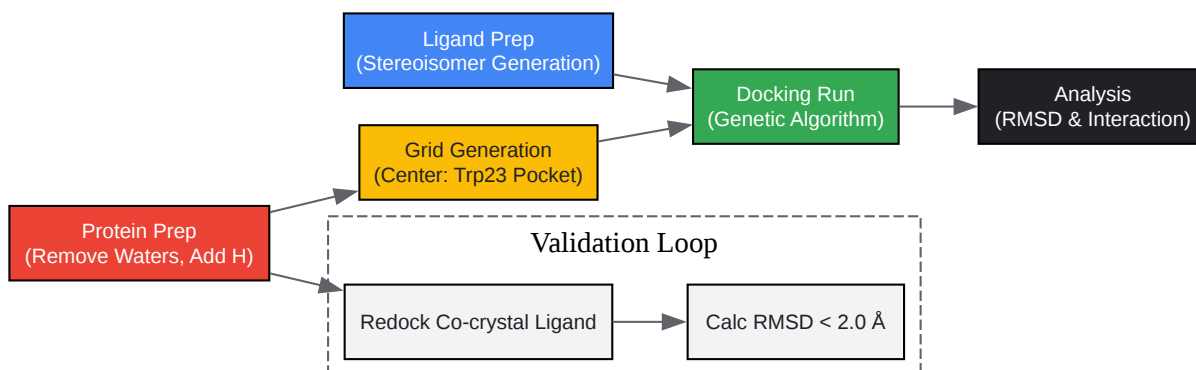 Ligand Prep
(Stereoisomer Generation)
Docking Run
(Genetic Algorithm)
Analysis
(RMSD & Interaction)
Grid Generation
(Center: Trp23 Pocket)
Protein Prep
(Remove Waters, Add H)
Validation Loop
Redock Co-crystal Ligand
Calc RMSD < 2.0 Å